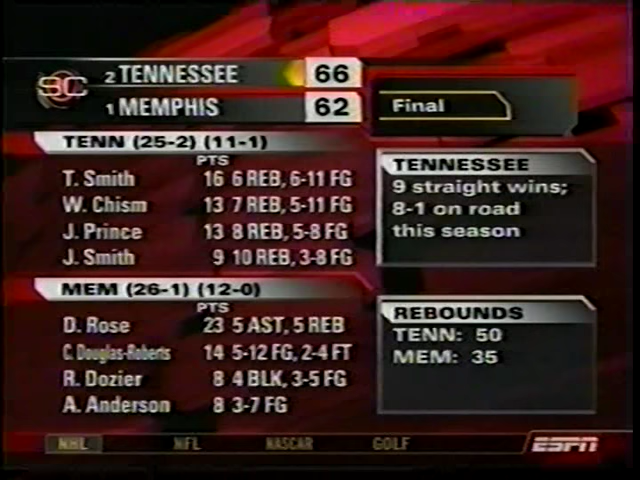 SC
2 TENNESSEE 66
1 MEMPHIS 62
Final
TENN (25-2) (11-1)
PTS
T. Smith 16 6 REB, 6-11 FG
W. Chism 13 7 REB, 5-11 FG
J. Prince 13 8 REB, 5-8 FG
J. Smith 9 10 REB, 3-8 FG
TENNESSEE
9 straight wins;
8-1 on road
this season
MEM (26-1) (12-0)
PTS
D. Rose 23 5 AST, 5 REB
C. Douglas-Roberts 14 5-12 FG, 2-4 FT
R. Dozier 8 4 BLK, 3-5 FG
A. Anderson 8 3-7 FG
REBOUNDS
TENN: 50
MEM: 35
NHL NFL NASCAR GOLF ESPN